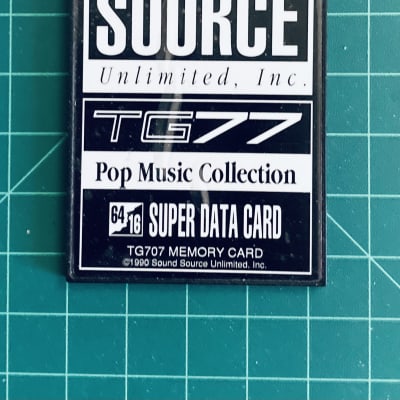 SOURCE
Unlimited, Inc.
TG77
Pop Music Collection
64/16 SUPER DATA CARD
TG707 MEMORY CARD
©1990 Sound Source Unlimited, Inc.